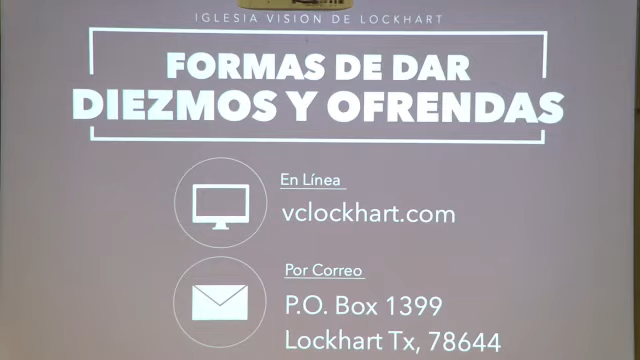 IGLESIA VISIÓN DE LOCKHART
FORMAS DE DAR
DIEZMOS Y OFRENDAS
En Línea
vclockhart.com
Por Correo
P.O. Box 1399
Lockhart Tx, 78644